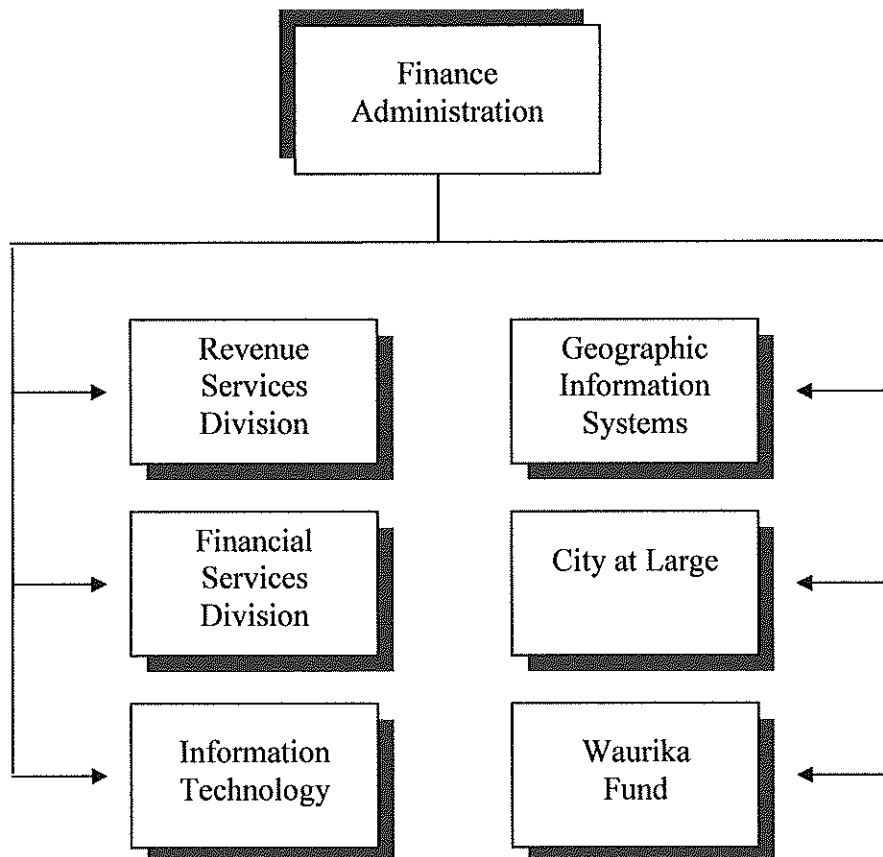 Finance
Administration
Revenue
Services
Division
Geographic
Information
Systems
Financial
Services
Division
City at Large
Information
Technology
Waurika
Fund